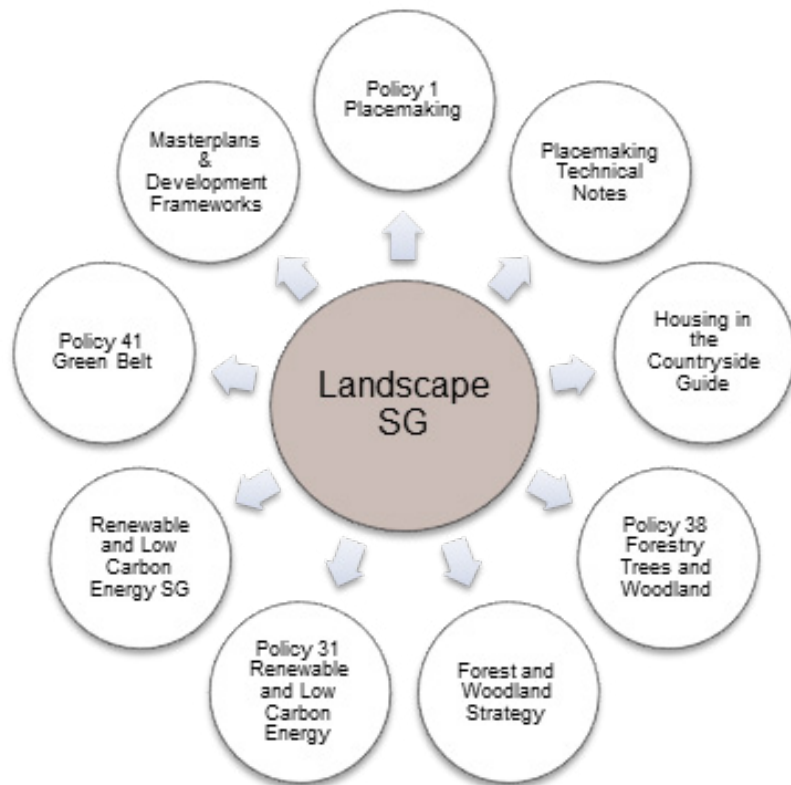 Policy 1
Placemaking
Placemaking
Technical
Notes
Housing in
the
Countryside
Guide
Policy 38
Forestry
Trees and
Woodland
Forest and
Woodland
Strategy
Policy 31
Renewable
and Low
Carbon
Energy
Renewable
and Low
Carbon
Energy SG
Policy 41
Green Belt
Masterplans
&
Development
Frameworks
Landscape
SG